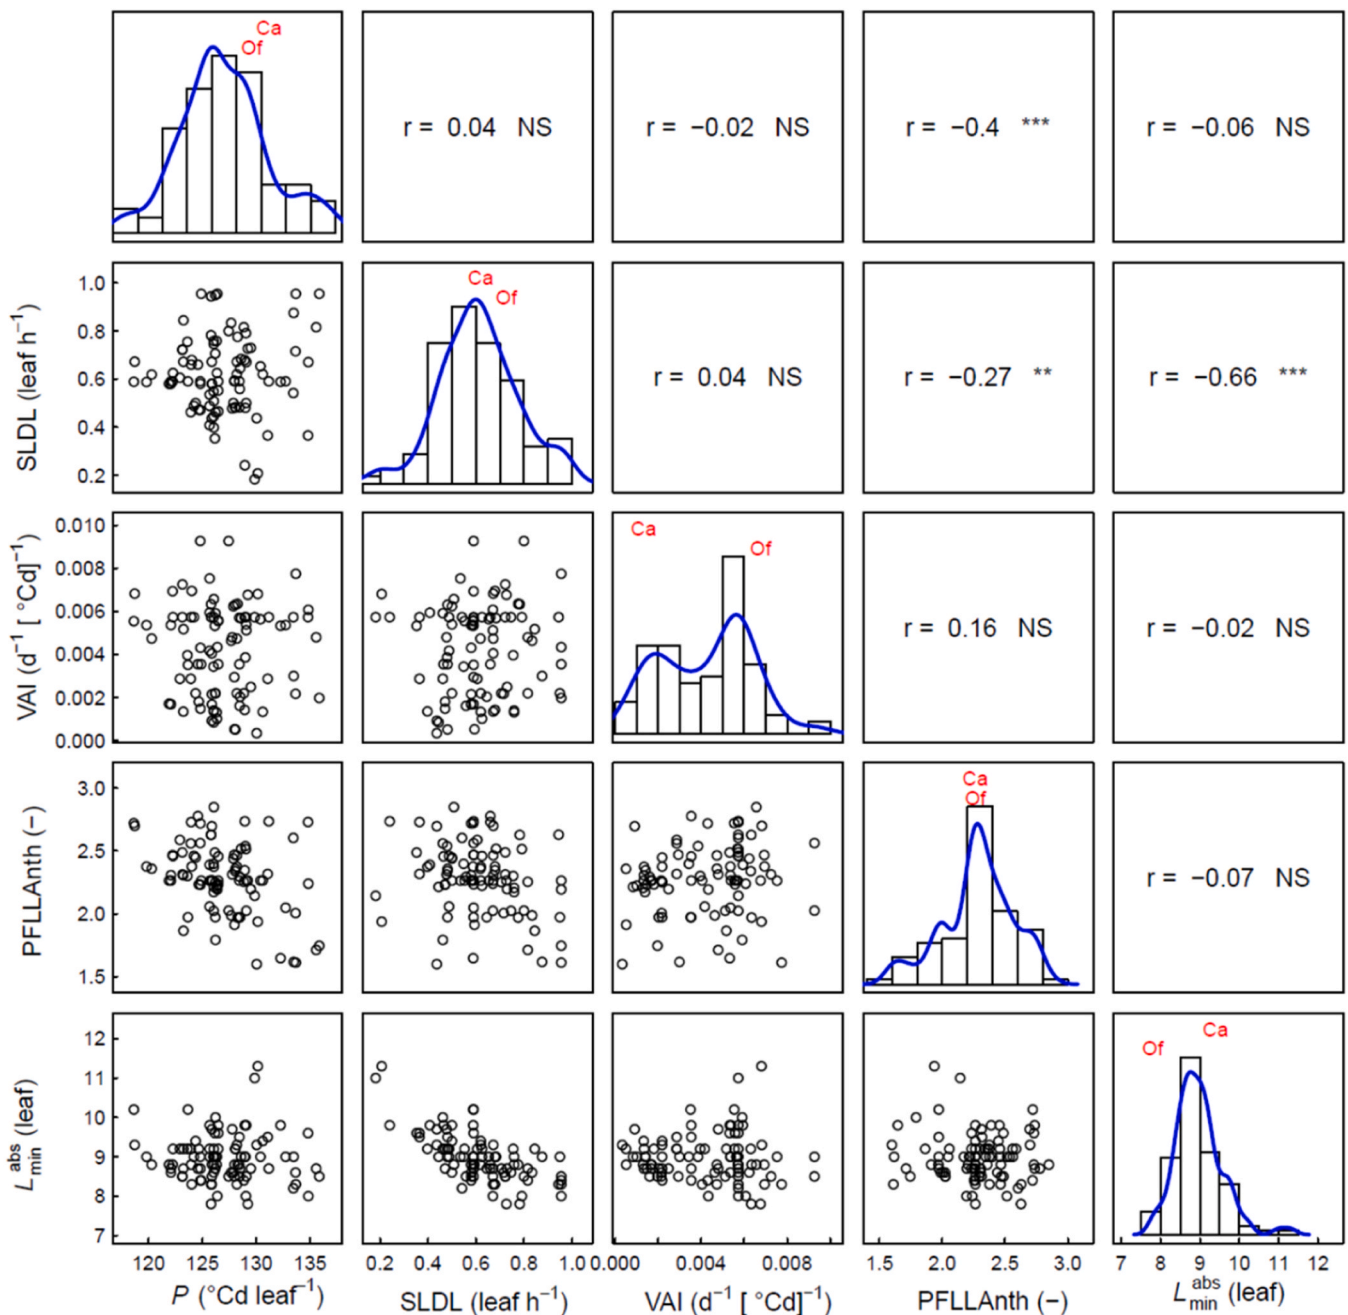 Ca
Of
r = 0.04 NS
r = −0.02 NS
r = −0.4 ***
r = −0.06 NS
SLDL (leaf h⁻¹)
1.0
0.8
0.6
0.4
0.2
Ca
Of
r = 0.04 NS
r = −0.27 **
r = −0.66 ***
VAI (d⁻¹ [ °Cd]⁻¹)
0.010
0.008
0.006
0.004
0.002
0.000
Ca
Of
r = 0.16 NS
r = −0.02 NS
PFLLAnth (−)
3.0
2.5
2.0
1.5
Ca
Of
r = −0.07 NS
L abs min (leaf)
12
11
10
9
8
7
Of
Ca
120 125 130 135
0.2 0.4 0.6 0.8 1.0
0.000 0.004 0.008
1.5 2.0 2.5 3.0
7 8 9 10 11 12
P (°Cd leaf⁻¹)
SLDL (leaf h⁻¹)
VAI (d⁻¹ [ °Cd]⁻¹)
PFLLAnth (−)
L abs min (leaf)